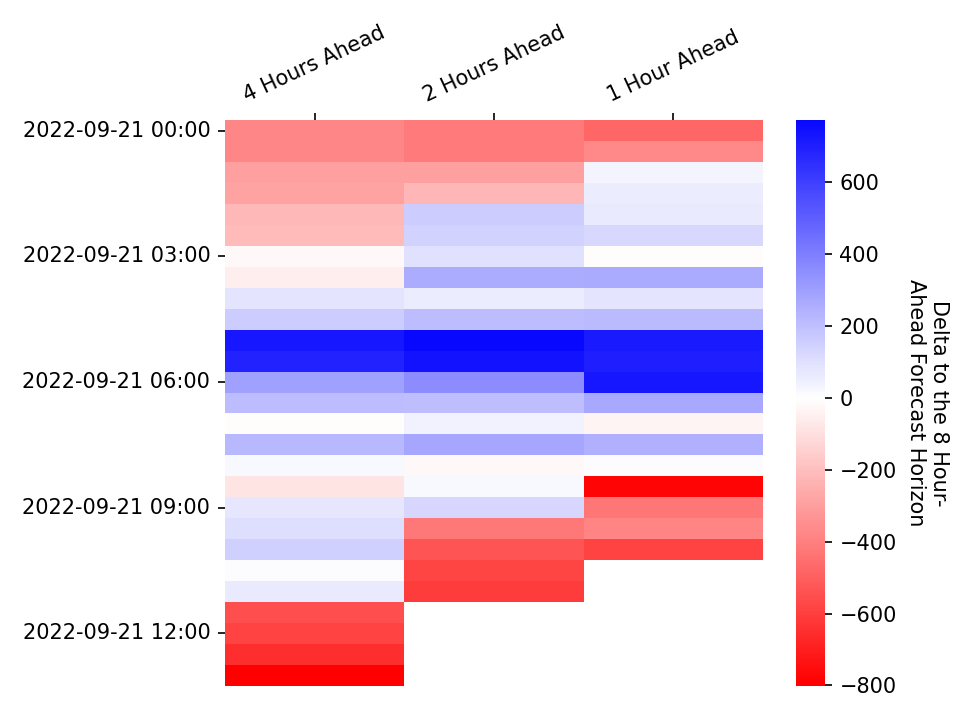 4 Hours Ahead
2 Hours Ahead
1 Hour Ahead
2022-09-21 00:00
2022-09-21 03:00
2022-09-21 06:00
2022-09-21 09:00
2022-09-21 12:00
600
400
200
0
−200
−400
−600
−800
Delta to the 8 Hour-
Ahead Forecast Horizon